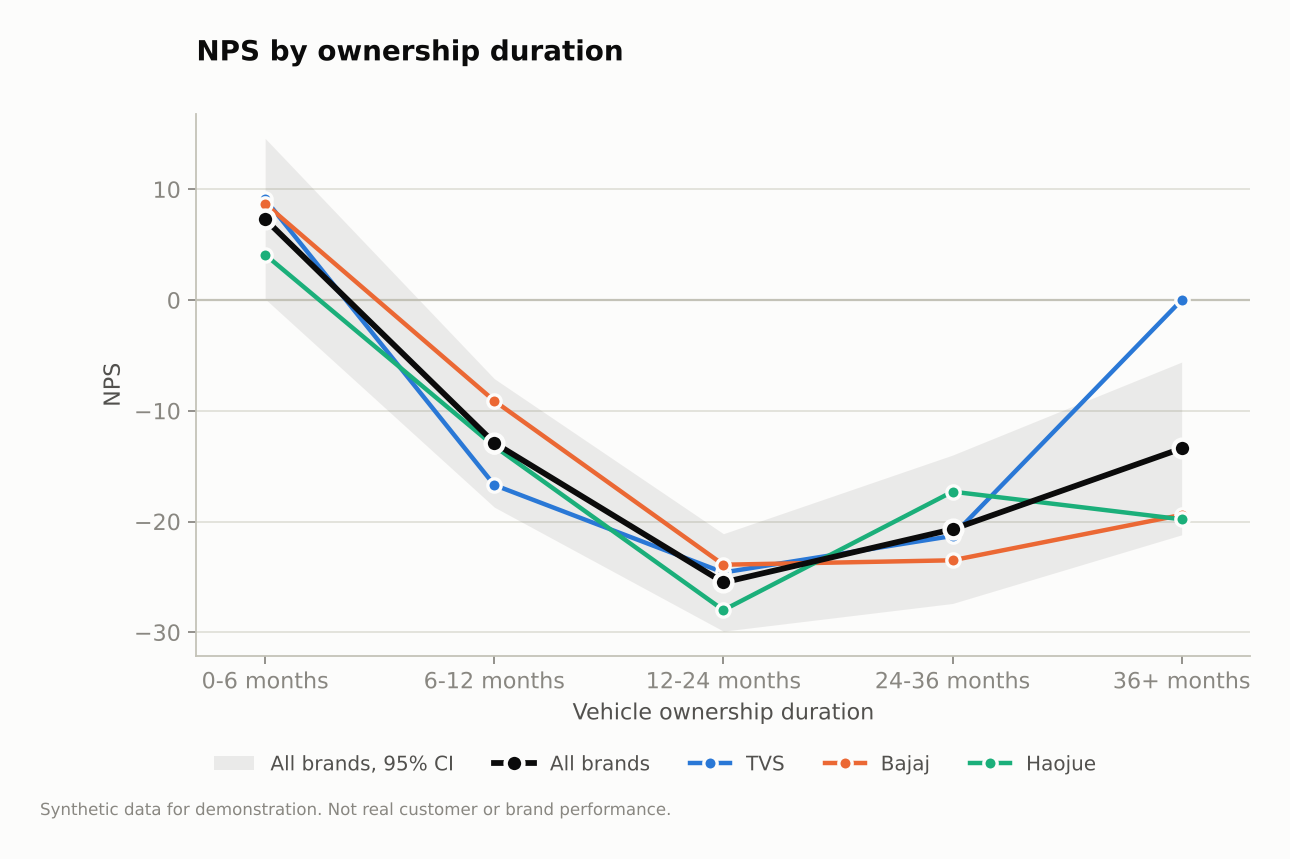 NPS by ownership duration
NPS
10
0
−10
−20
−30
0-6 months 6-12 months 12-24 months 24-36 months 36+ months
Vehicle ownership duration
All brands, 95% CI All brands TVS Bajaj Haojue
Synthetic data for demonstration. Not real customer or brand performance.